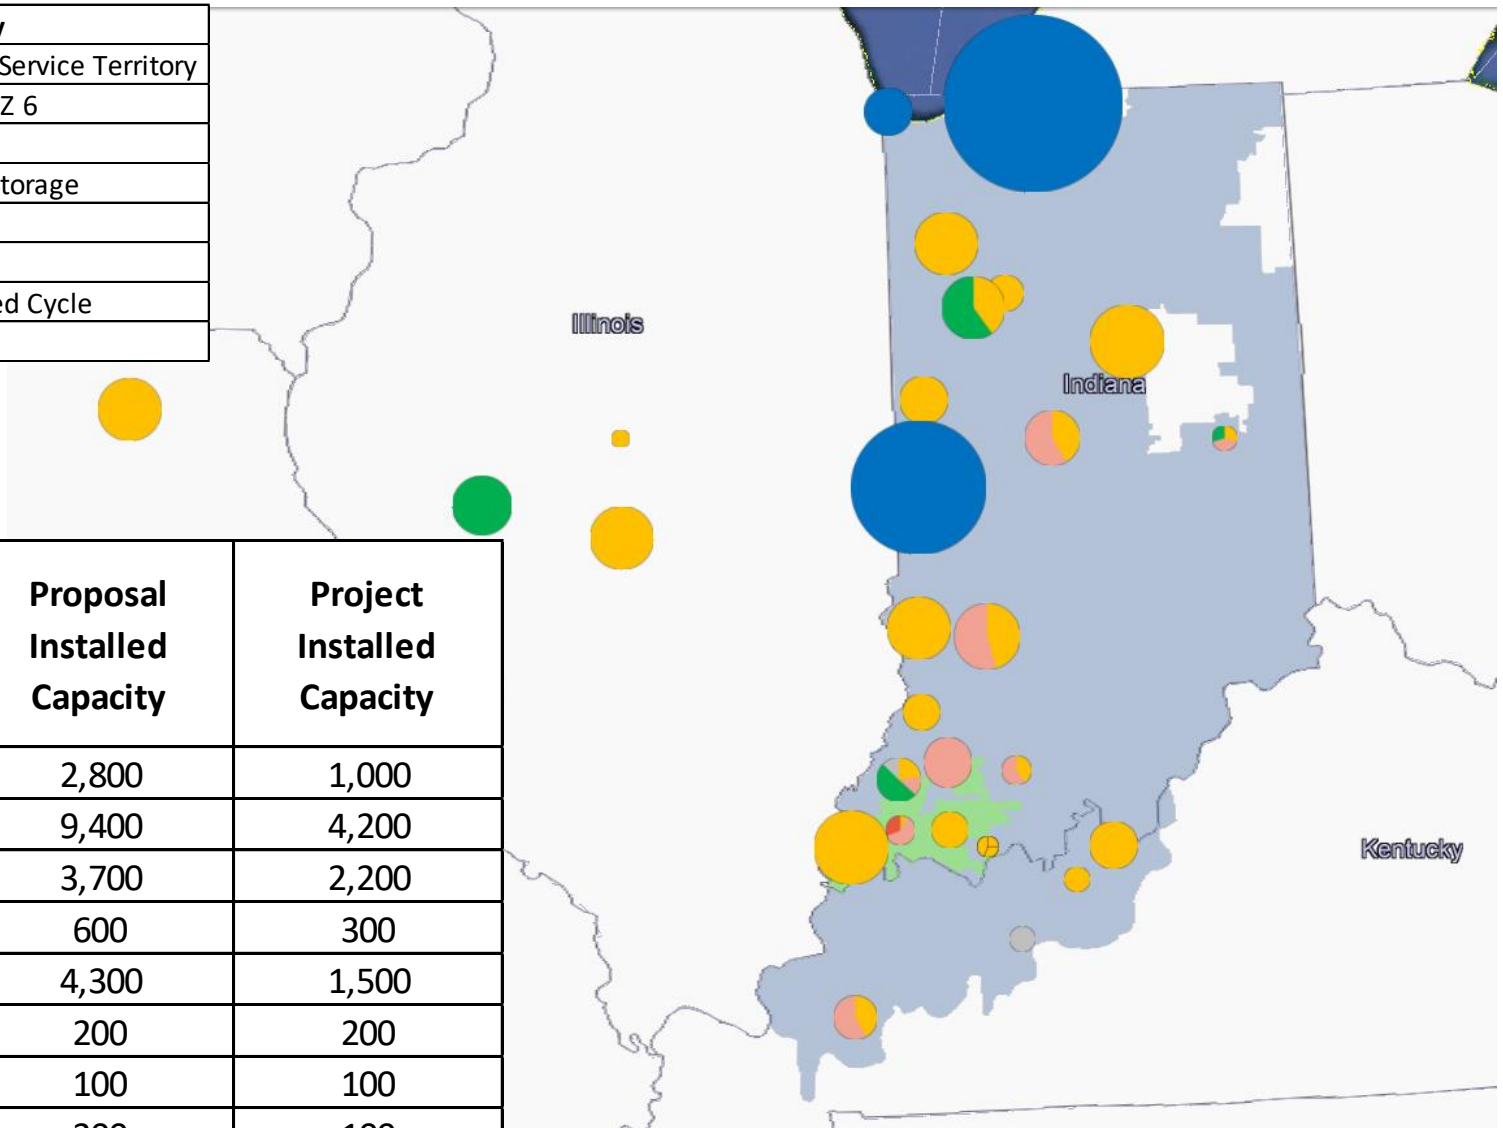 Service Territory
Z 6
torage
ed Cycle
Illinois
Indiana
Kentucky
Proposal Installed Capacity
Project Installed Capacity
2,800 1,000
9,400 4,200
3,700 2,200
600 300
4,300 1,500
200 200
100 100